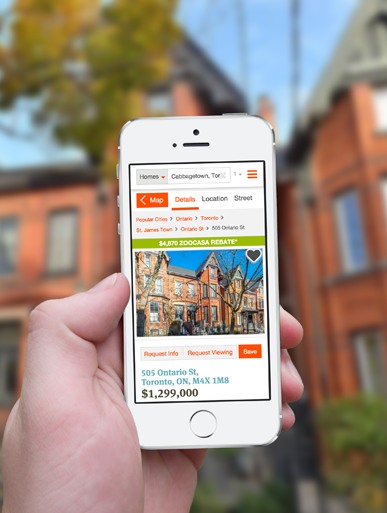 Homes Cabbagetown, Tor 1
Map Details Location Street
Popular Cities > Ontario > Toronto >
St. James Town > Ontario St > 505 Ontario St
$4,870 ZOOCASA REBATE*
Request Info Request Viewing Save
505 Ontario St,
Toronto, ON, M4X 1M8
$1,299,000